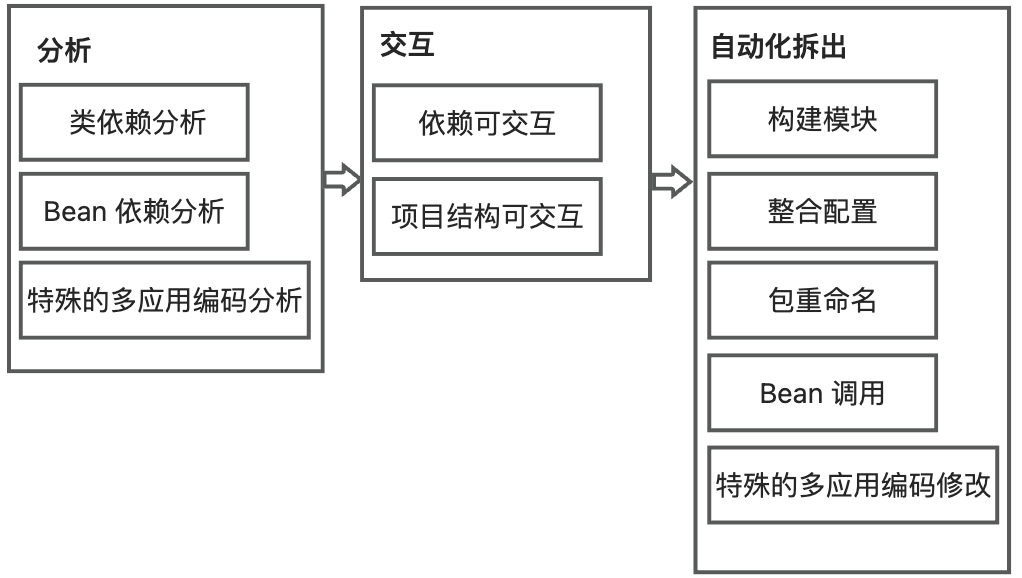 分析
类依赖分析
Bean 依赖分析
特殊的多应用编码分析
交互
依赖可交互
项目结构可交互
自动化拆出
构建模块
整合配置
包重命名
Bean 调用
特殊的多应用编码修改